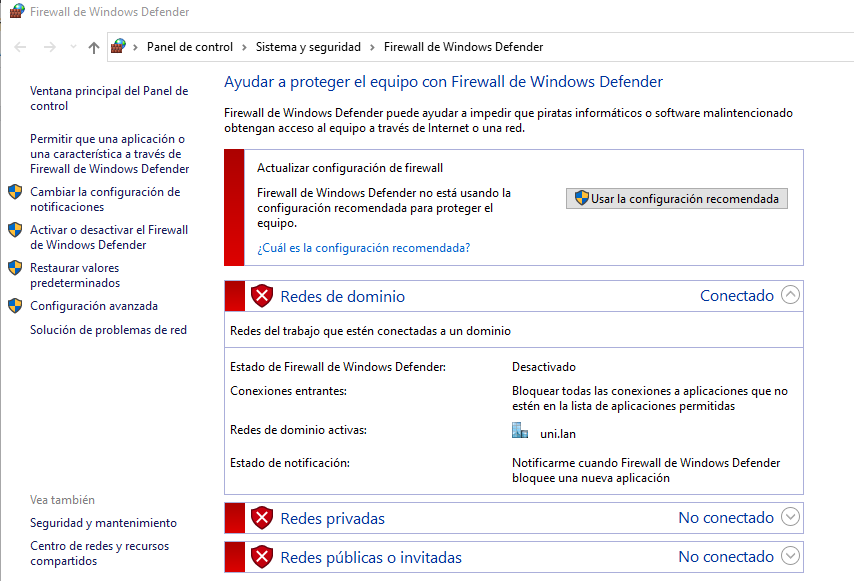 Firewall de Windows Defender
Panel de control > Sistema y seguridad > Firewall de Windows Defender
Ventana principal del Panel de
control
Permitir que una aplicación o
una característica a través de
Firewall de Windows Defender
Cambiar la configuración de
notificaciones
Activar o desactivar el Firewall
de Windows Defender
Restaurar valores
predeterminados
Configuración avanzada
Solución de problemas de red
Vea también
Seguridad y mantenimiento
Centro de redes y recursos
compartidos
Ayudar a proteger el equipo con Firewall de Windows Defender
Firewall de Windows Defender puede ayudar a impedir que piratas informáticos o software malintencionado
obtengan acceso al equipo a través de Internet o una red.
Actualizar configuración de firewall
Firewall de Windows Defender no está usando la
configuración recomendada para proteger el
equipo.
Usar la configuración recomendada
¿Cuál es la configuración recomendada?
Redes de dominio Conectado
Redes del trabajo que estén conectadas a un dominio
Estado de Firewall de Windows Defender: Desactivado
Conexiones entrantes: Bloquear todas las conexiones a aplicaciones que no
estén en la lista de aplicaciones permitidas
Redes de dominio activas: uni.lan
Estado de notificación: Notificarme cuando Firewall de Windows Defender
bloquee una nueva aplicación
Redes privadas No conectado
Redes públicas o invitadas No conectado